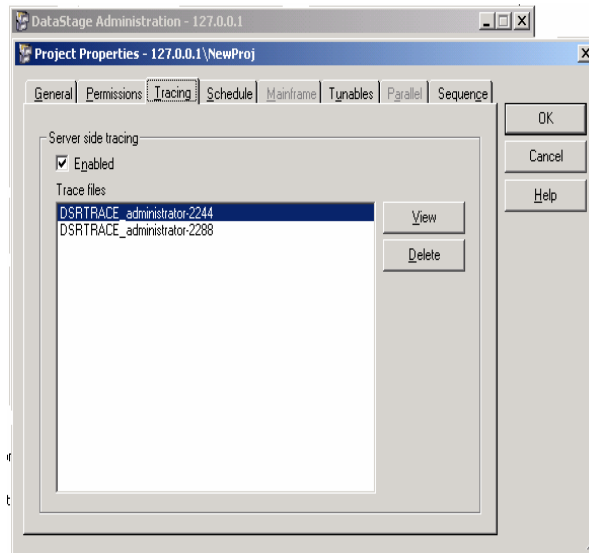 DataStage Administration - 127.0.0.1
Project Properties - 127.0.0.1\NewProj
General Permissions Tracing Schedule Mainframe Tunables Parallel Sequence
OK
Cancel
Help
Server side tracing
Enabled
Trace files
DSRTRACE_administrator-2244
DSRTRACE_administrator-2288
View
Delete